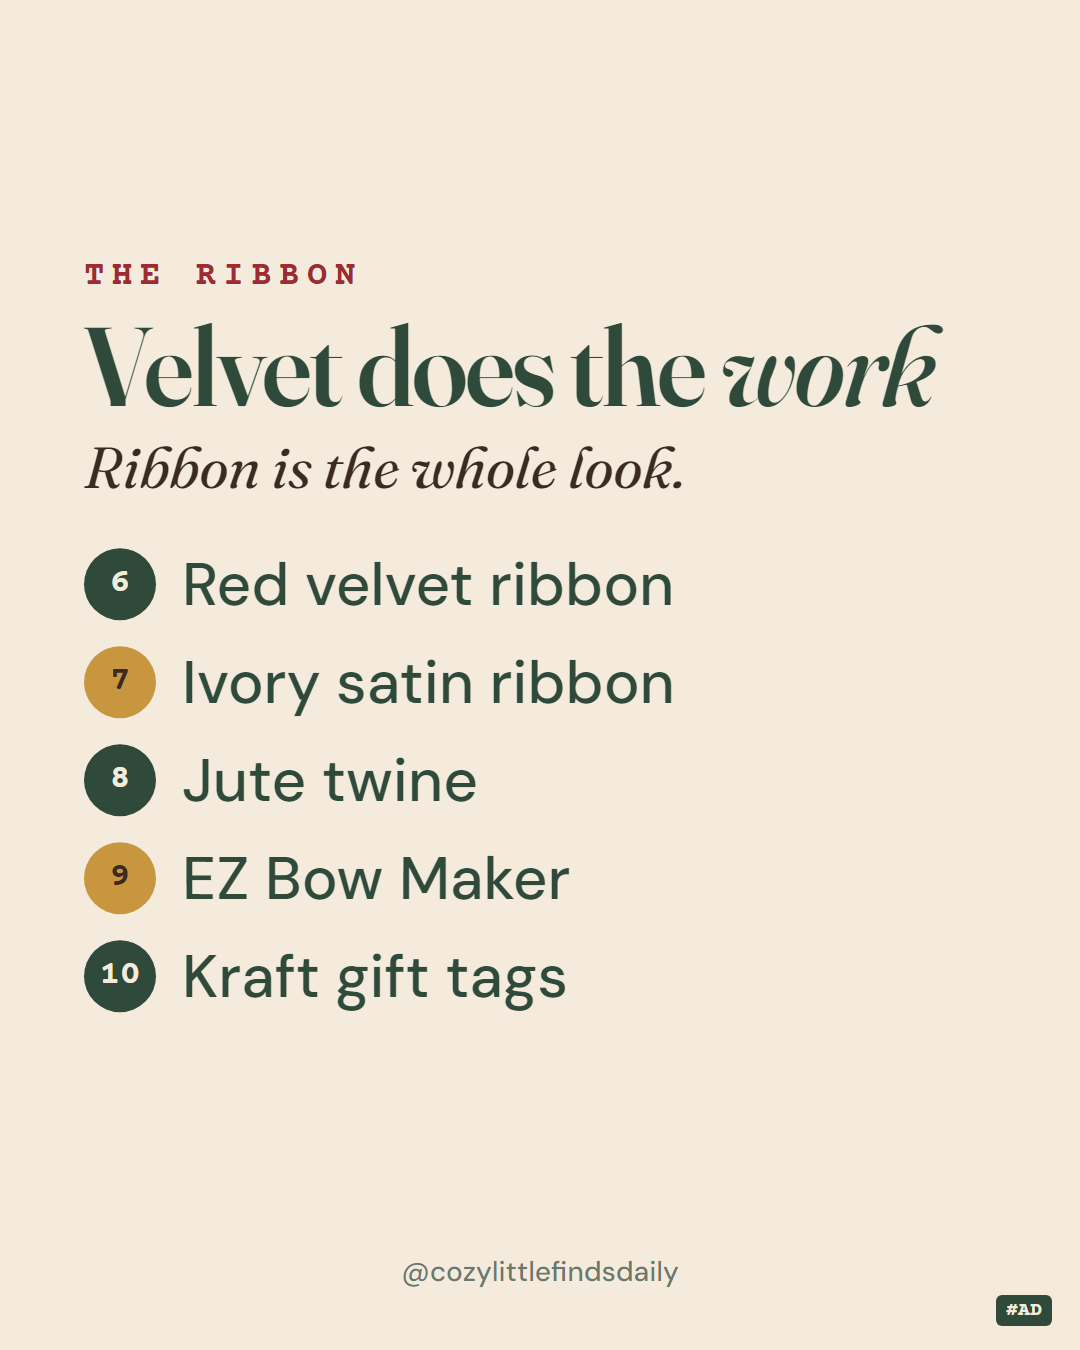 THE RIBBON
Velvet does the work
Ribbon is the whole look.
6 Red velvet ribbon
7 Ivory satin ribbon
8 Jute twine
9 EZ Bow Maker
10 Kraft gift tags
@cozylittlefindsdaily
#AD